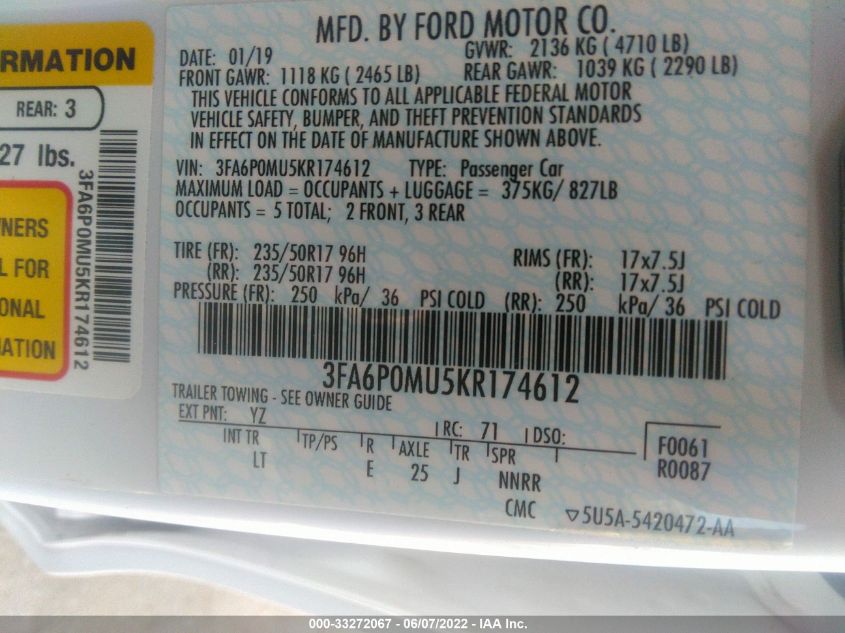 RMATION
REAR: 3
27 lbs.
3FA6P0MU5KR174612
NERS
L FOR
ONAL
ATION
MFD. BY FORD MOTOR CO.
DATE: 01/19 GVWR: 2136 KG ( 4710 LB)
FRONT GAWR: 1118 KG ( 2465 LB) REAR GAWR: 1039 KG ( 2290 LB)
THIS VEHICLE CONFORMS TO ALL APPLICABLE FEDERAL MOTOR
VEHICLE SAFETY, BUMPER, AND THEFT PREVENTION STANDARDS
IN EFFECT ON THE DATE OF MANUFACTURE SHOWN ABOVE.
VIN: 3FA6P0MU5KR174612 TYPE: Passenger Car
MAXIMUM LOAD = OCCUPANTS + LUGGAGE = 375KG/ 827LB
OCCUPANTS = 5 TOTAL; 2 FRONT, 3 REAR
TIRE (FR): 235/50R17 96H RIMS (FR): 17x7.5J
(RR): 235/50R17 96H (RR): 17x7.5J
PRESSURE (FR): 250 kPa/ 36 PSI COLD (RR): 250 kPa/ 36 PSI COLD
3FA6P0MU5KR174612
TRAILER TOWING - SEE OWNER GUIDE
EXT PNT: YZ RC: 71 DSO: F0061
INT TR TP/PS R AXLE TR SPR R0087
LT E 25 J NNRR
CMC ▽5U5A-5420472-AA
000-33272067 - 06/07/2022 - IAA Inc.